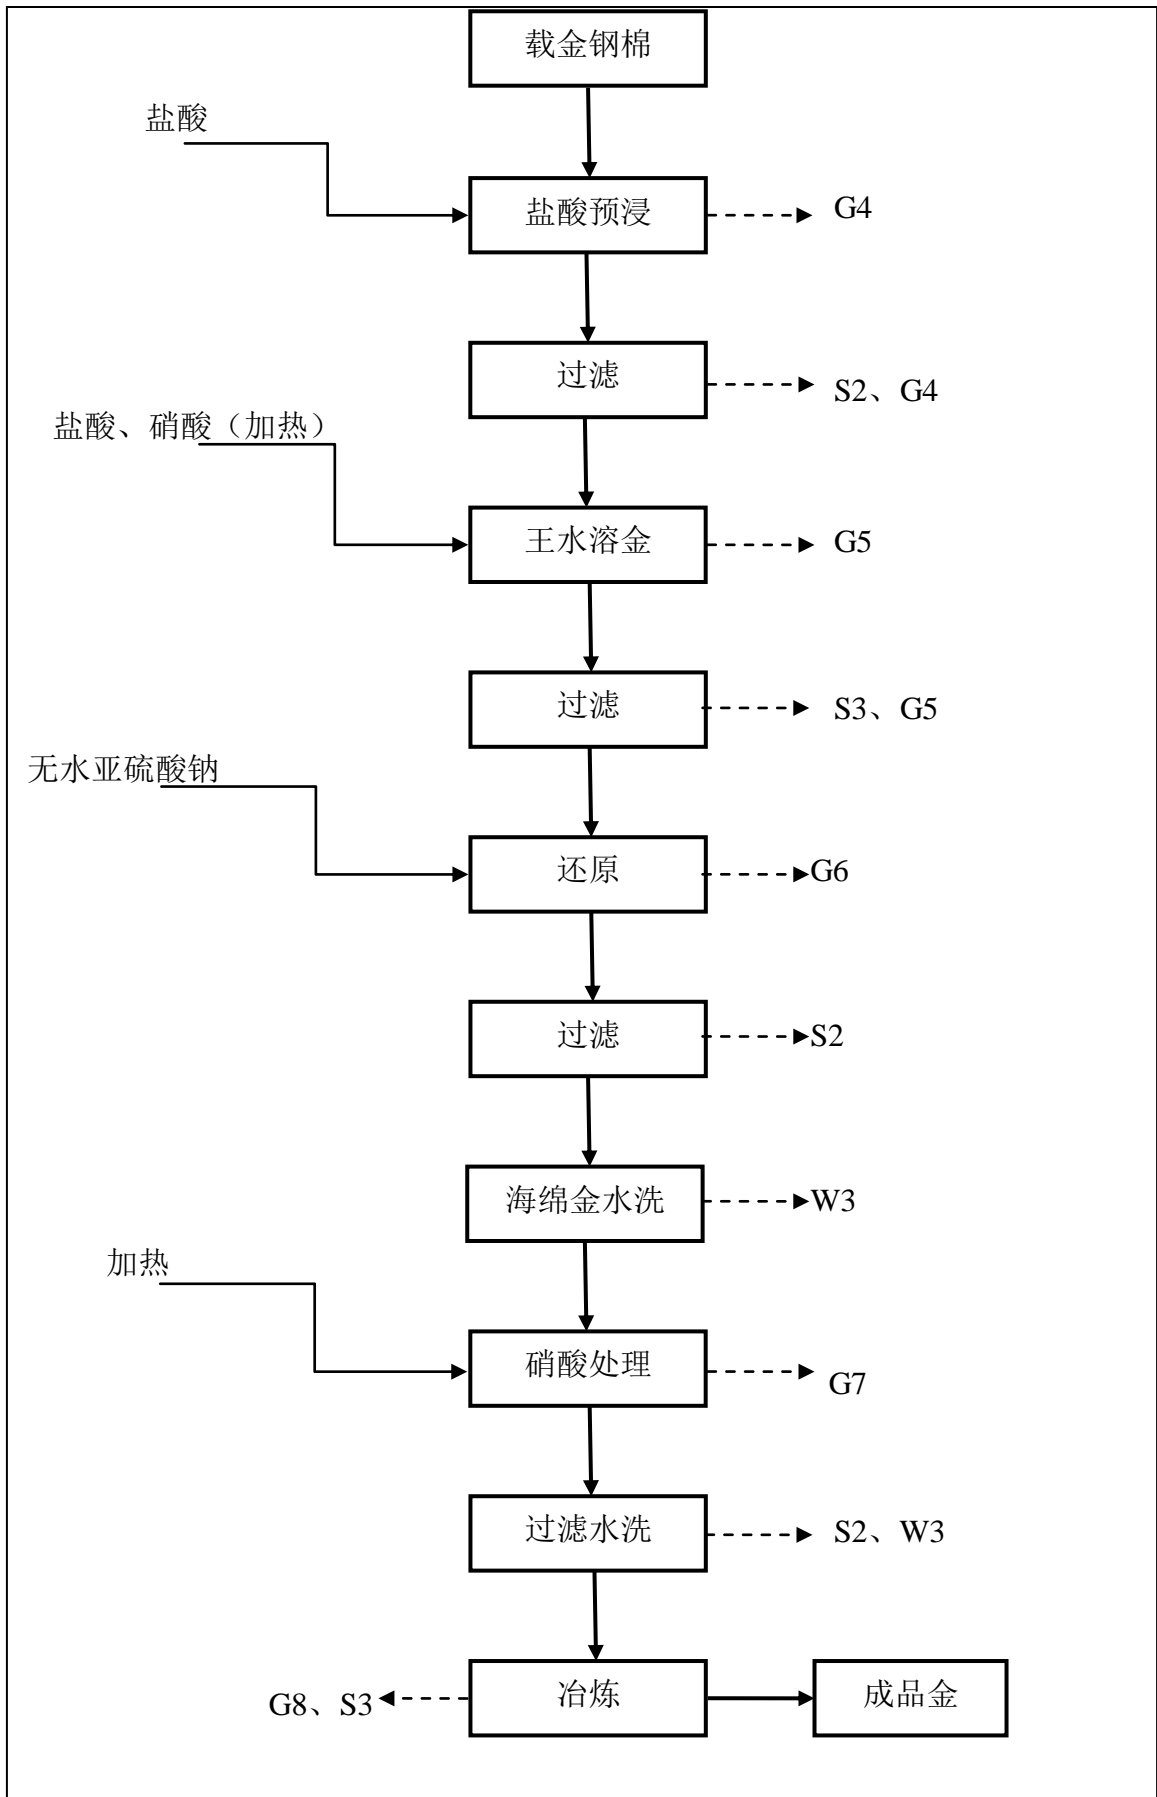 载金钢棉
盐酸
盐酸预浸
G4
过滤
S2、G4
盐酸、硝酸（加热）
王水溶金
G5
过滤
S3、G5
无水亚硫酸钠
还原
G6
过滤
S2
海绵金水洗
W3
加热
硝酸处理
G7
过滤水洗
S2、W3
G8、S3
冶炼
成品金